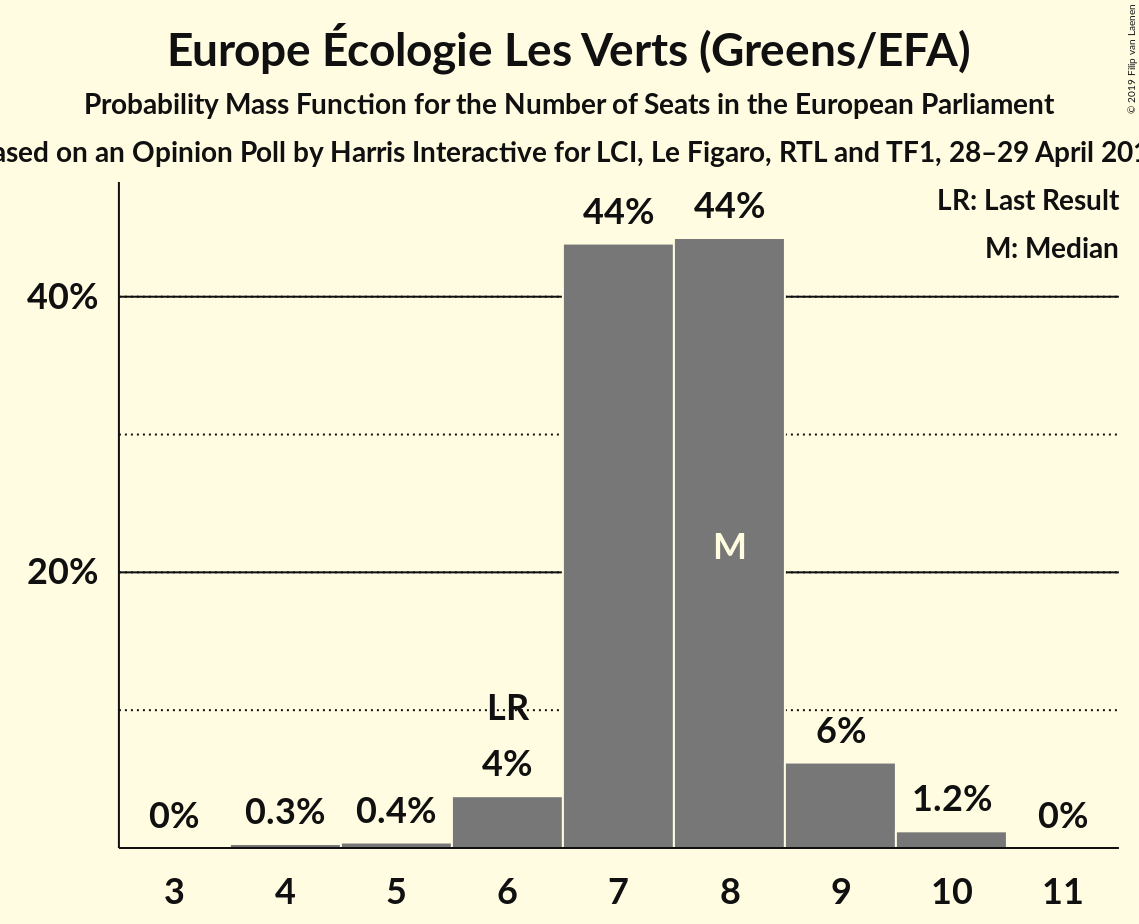 Europe Écologie Les Verts (Greens/EFA)
Probability Mass Function for the Number of Seats in the European Parliament
ased on an Opinion Poll by Harris Interactive for LCI, Le Figaro, RTL and TF1, 28–29 April 201
© 2019 Filip van Laenen
LR: Last Result
M: Median
44%
44%
40%
M
20%
LR
4%
6%
0%
0.3%
0.4%
1.2%
0%
3 4 5 6 7 8 9 10 11